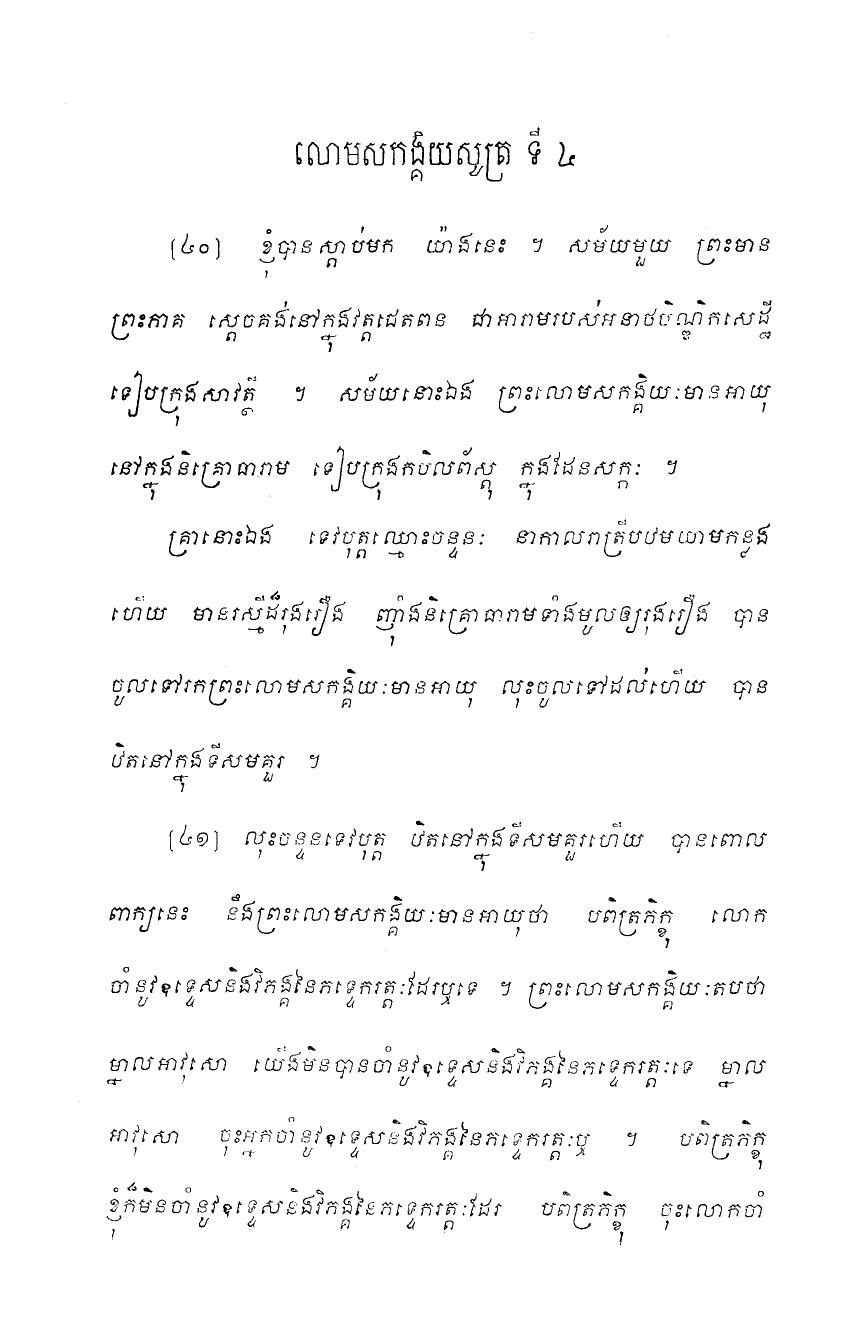 លោមសកង្គិយសូត្រ ទី ៤
(៤០) ខ្ញុំបានស្តាប់មក យ៉ាងនេះ ។ សម័យមួយ ព្រះមាន
ព្រះភាគ ស្តេចគង់នៅក្នុងវត្តជេតពន ជាអារាមរបស់អនាថបិណ្ឌិកសេដ្ឋី
ទៀបក្រុងសាវត្ថី ។ សម័យនោះឯង ព្រះលោមសកង្គិយៈមានអាយុ
នៅក្នុងនិគ្រោធារាម ទៀបក្រុងកបិលព័ស្តុ ក្នុងដែនសក្កៈ ។
គ្រានោះឯង ទេវបុត្តឈ្មោះចន្ទនៈ នាកាលរាត្រីបឋមយាមកន្លង
ហើយ មានរស្មីដ៏រុងរឿង ញ៉ាំងនិគ្រោធារាមទាំងមូលឲ្យរុងរឿង បាន
ចូលទៅរកព្រះលោមសកង្គិយៈមានអាយុ លុះចូលទៅដល់ហើយ បាន
ឋិតនៅក្នុងទីសមគួរ ។
(៤១) លុះចន្ទនទេវបុត្ត ឋិតនៅក្នុងទីសមគួរហើយ បានពោល
ពាក្យនេះ នឹងព្រះលោមសកង្គិយៈមានអាយុថា បពិត្រភិក្ខុ លោក
ចាំនូវឧទ្ទេសនិងវិភង្គនៃភទ្ទេករត្តៈដែរឬទេ ។ ព្រះលោមសកង្គិយៈតបថា
ម្នាលអាវុសោ យើងមិនបានចាំនូវឧទ្ទេសនិងវិភង្គនៃភទ្ទេករត្តៈទេ ម្នាល
អាវុសោ ចុះអ្នកចាំនូវឧទ្ទេសនិងវិភង្គនៃភទ្ទេករត្តៈឬ ។ បពិត្រភិក្ខុ
ខ្ញុំក៏មិនចាំនូវឧទ្ទេសនិងវិភង្គនៃភទ្ទេករត្តៈដែរ បពិត្រភិក្ខុ ចុះលោកចាំ